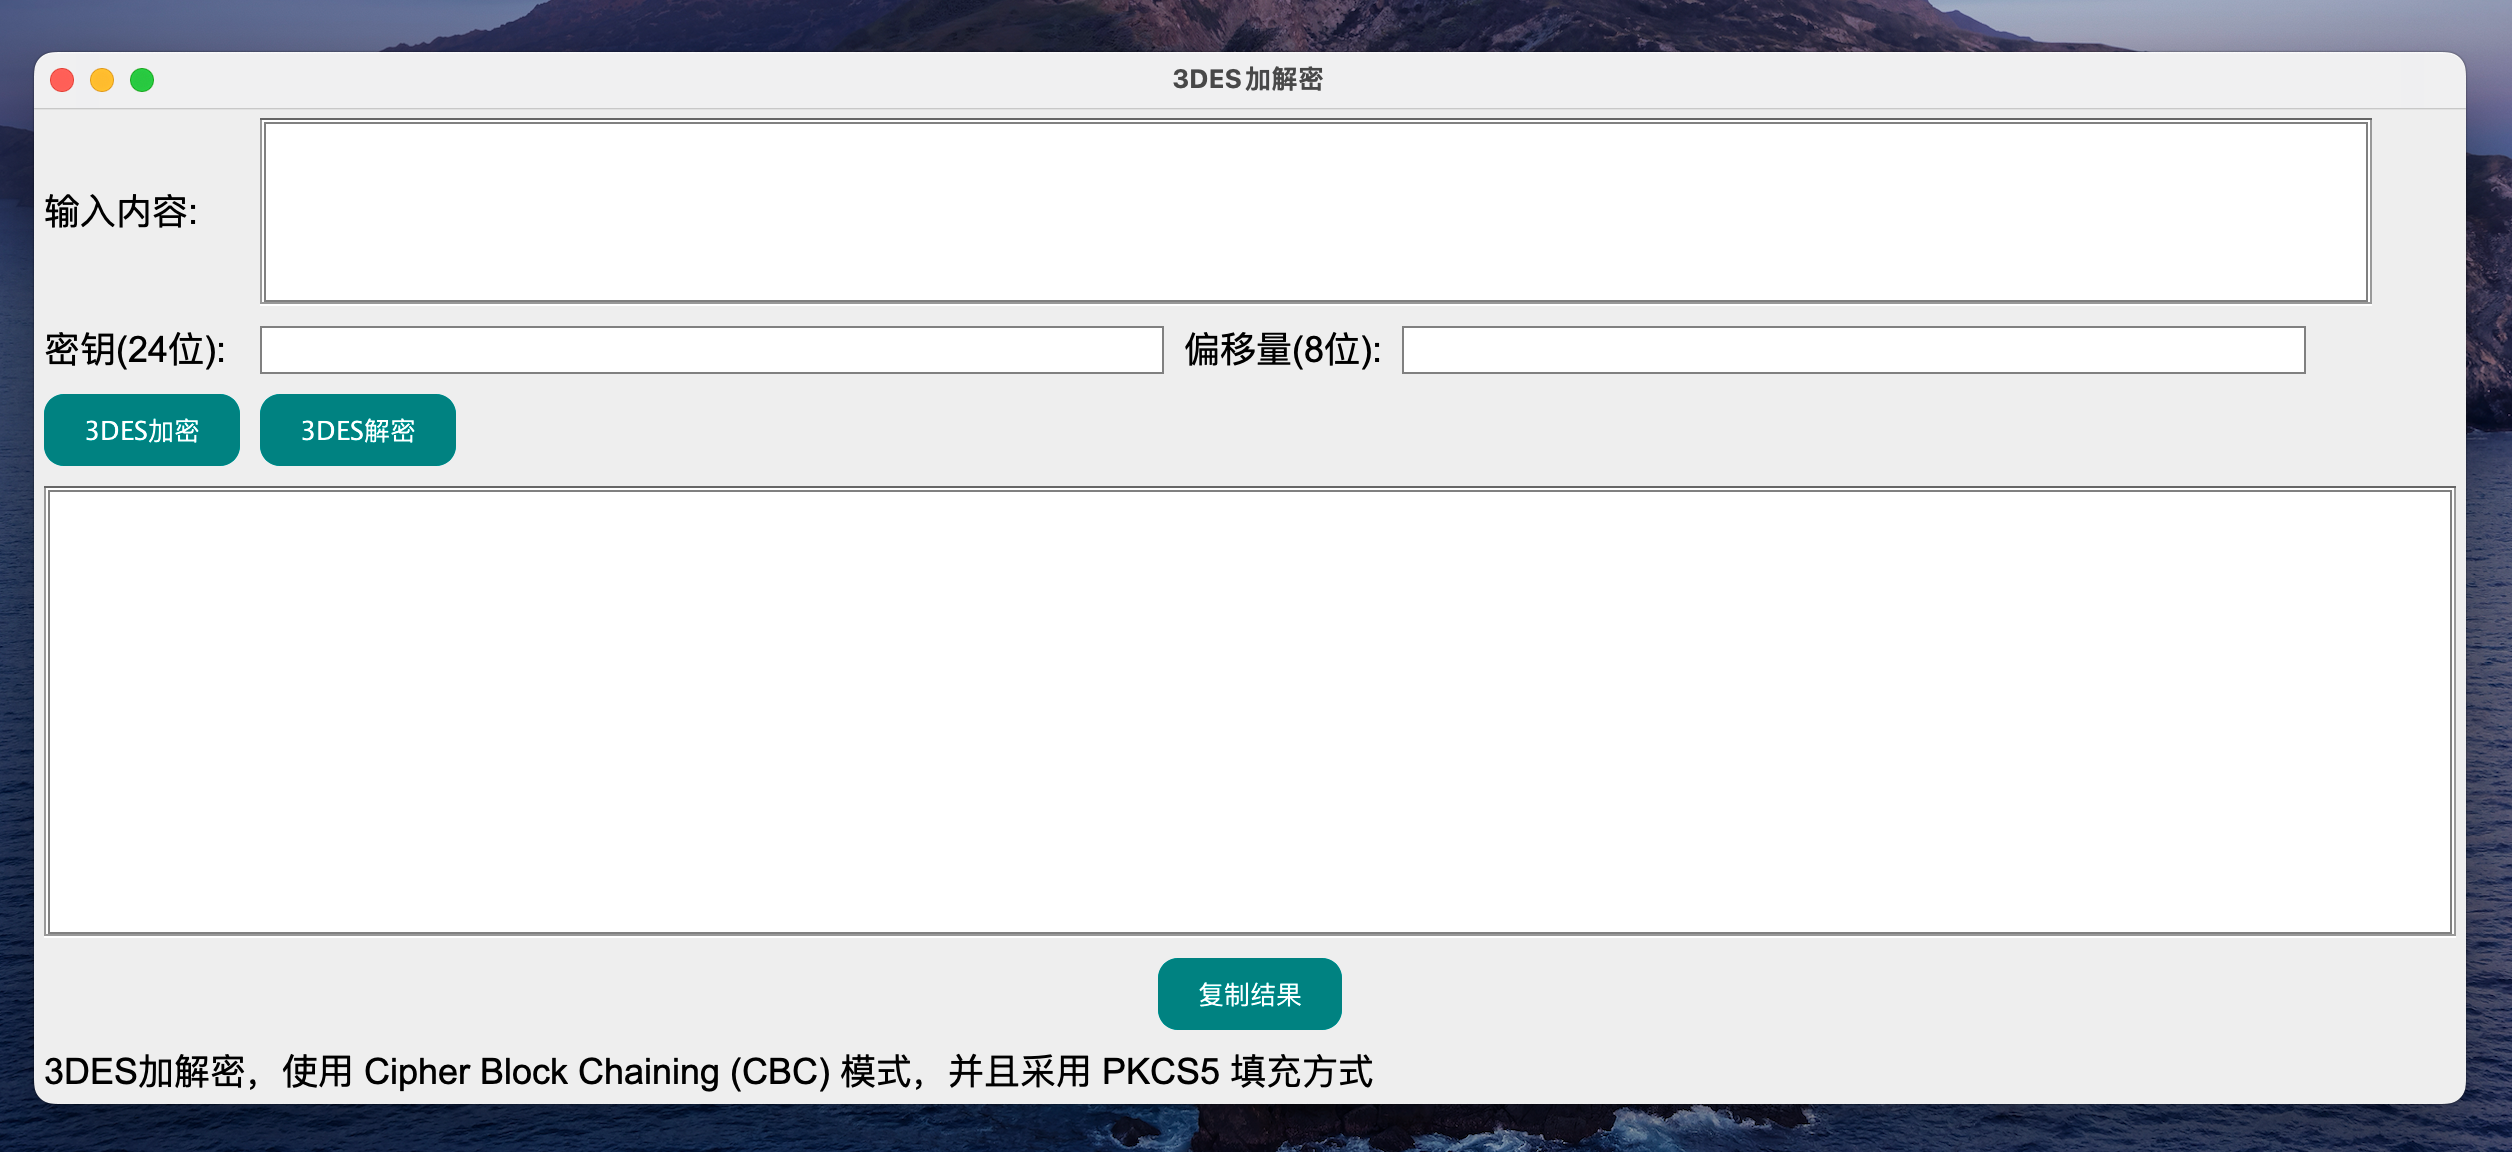 3DES加解密
输入内容:
密钥(24位): 偏移量(8位):
3DES加密 3DES解密
复制结果
3DES加解密，使用 Cipher Block Chaining (CBC) 模式，并且采用 PKCS5 填充方式